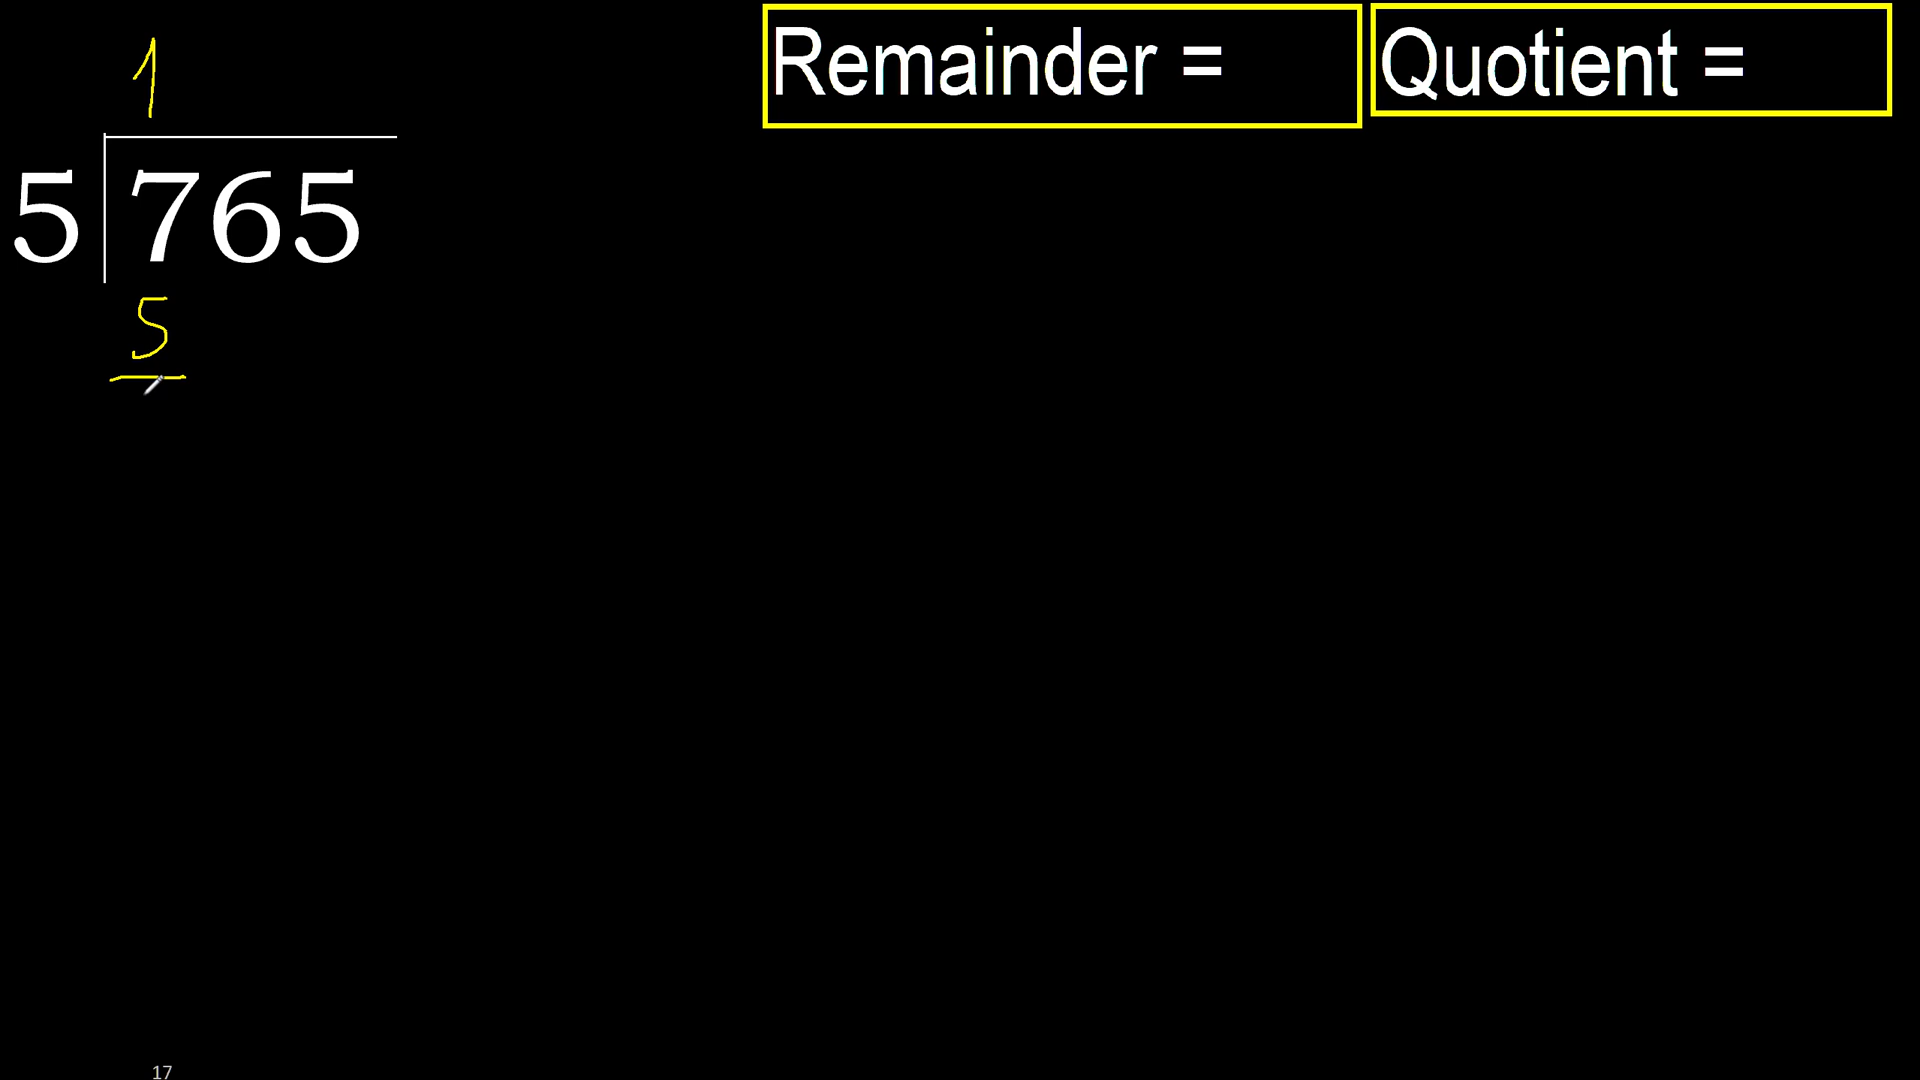 Remainder =
Quotient =
1
5 765
5
17